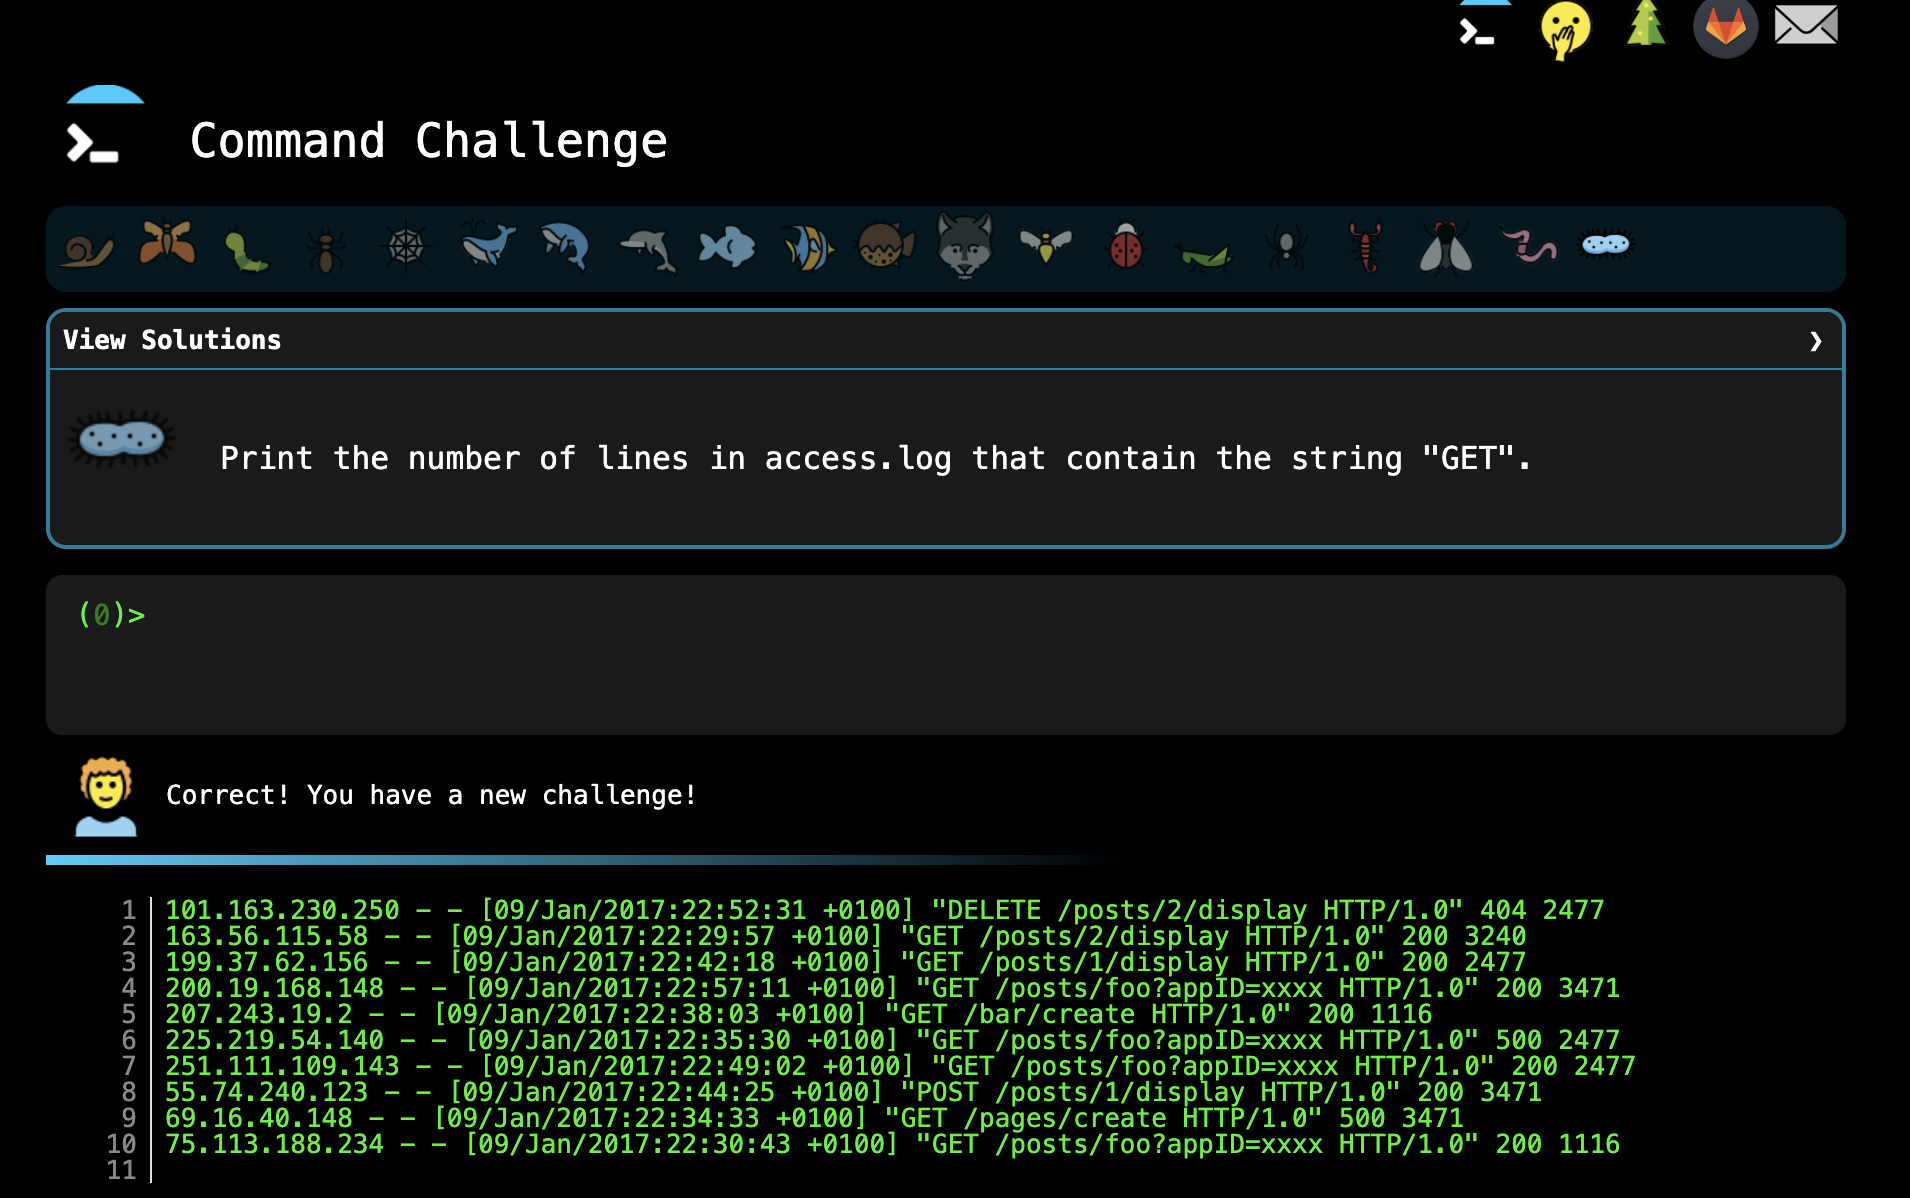 Command Challenge
View Solutions ❯
Print the number of lines in access.log that contain the string "GET".
(0)>
Correct! You have a new challenge!
1 101.163.230.250 - - [09/Jan/2017:22:52:31 +0100] "DELETE /posts/2/display HTTP/1.0" 404 2477
2 163.56.115.58 - - [09/Jan/2017:22:29:57 +0100] "GET /posts/2/display HTTP/1.0" 200 3240
3 199.37.62.156 - - [09/Jan/2017:22:42:18 +0100] "GET /posts/1/display HTTP/1.0" 200 2477
4 200.19.168.148 - - [09/Jan/2017:22:57:11 +0100] "GET /posts/foo?appID=xxxx HTTP/1.0" 200 3471
5 207.243.19.2 - - [09/Jan/2017:22:38:03 +0100] "GET /bar/create HTTP/1.0" 200 1116
6 225.219.54.140 - - [09/Jan/2017:22:35:30 +0100] "GET /posts/foo?appID=xxxx HTTP/1.0" 500 2477
7 251.111.109.143 - - [09/Jan/2017:22:49:02 +0100] "GET /posts/foo?appID=xxxx HTTP/1.0" 200 2477
8 55.74.240.123 - - [09/Jan/2017:22:44:25 +0100] "POST /posts/1/display HTTP/1.0" 200 3471
9 69.16.40.148 - - [09/Jan/2017:22:34:33 +0100] "GET /pages/create HTTP/1.0" 500 3471
10 75.113.188.234 - - [09/Jan/2017:22:30:43 +0100] "GET /posts/foo?appID=xxxx HTTP/1.0" 200 1116
11